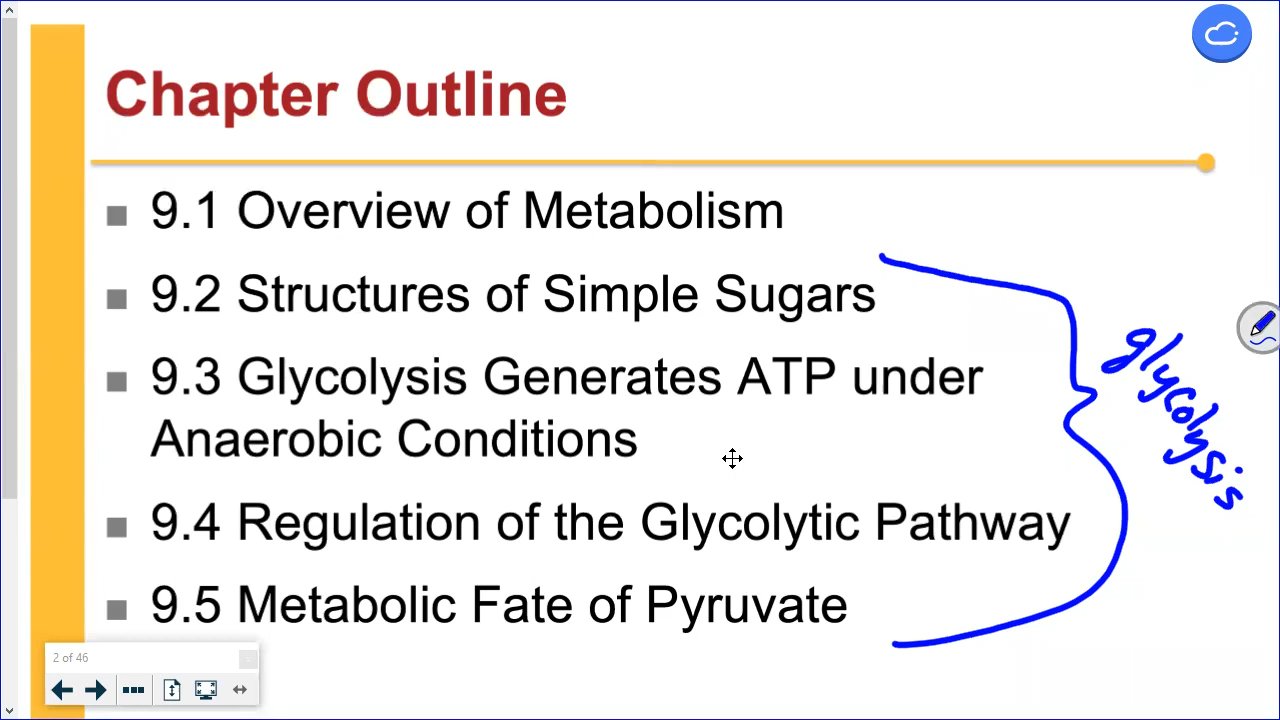 Chapter Outline
9.1 Overview of Metabolism
9.2 Structures of Simple Sugars
9.3 Glycolysis Generates ATP under
Anaerobic Conditions
9.4 Regulation of the Glycolytic Pathway
9.5 Metabolic Fate of Pyruvate
glycolysis
2 of 46